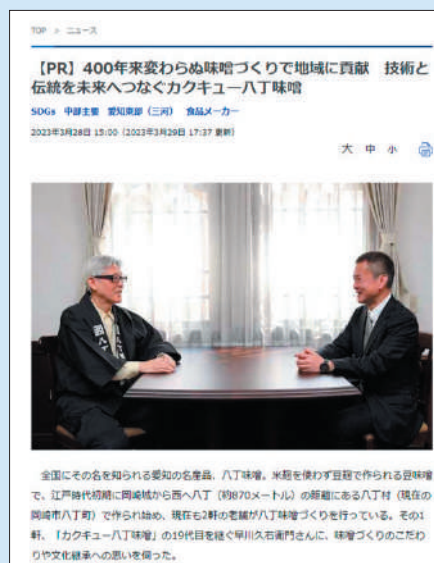 TOP > ニュース
【PR】400年来変わらぬ味噌づくりで地域に貢献　技術と
伝統を未来へつなぐカクキュー八丁味噌
SDGs　中部主要　愛知東部（三河）　食品メーカー
2023年3月28日 15:00（2023年3月29日 17:37 更新）
大　中　小
全国にその名を知られる愛知の名産品、八丁味噌。米麹を使わず豆麹で作られる豆味噌
で、江戸時代初期に岡崎城から西へ八丁（約870メートル）の距離にある八丁村（現在の
岡崎市八丁町）で作られ始め、現在も2軒の老舗が八丁味噌づくりを行っている。その1
軒、「カクキュー八丁味噌」の19代目を継ぐ早川久右衛門さんに、味噌づくりのこだわ
りや文化継承への思いを伺った。